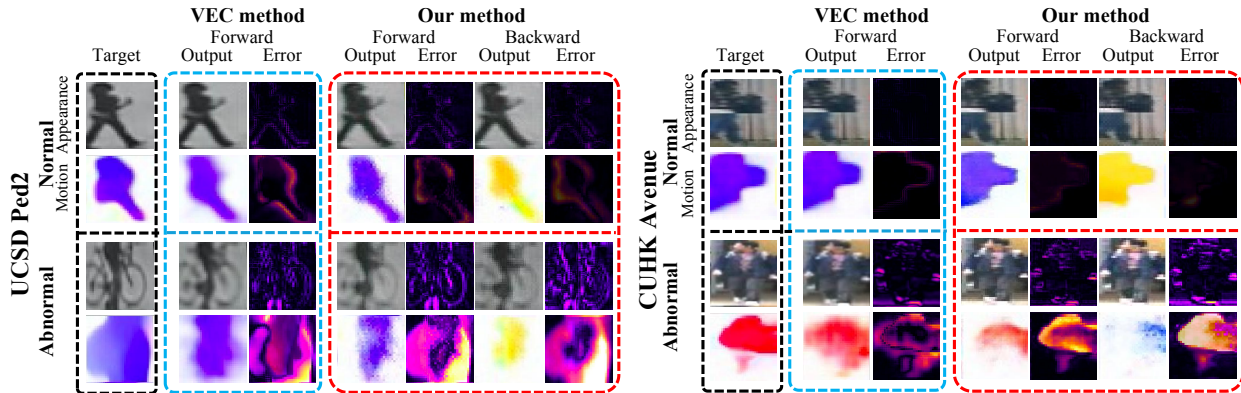 VEC method Our method
Forward Forward Backward
Target Output Error Output Error Output Error
UCSD Ped2
Normal
Appearance
Motion
Abnormal
VEC method Our method
Forward Forward Backward
Target Output Error Output Error Output Error
CUHK Avenue
Normal
Appearance
Motion
Abnormal